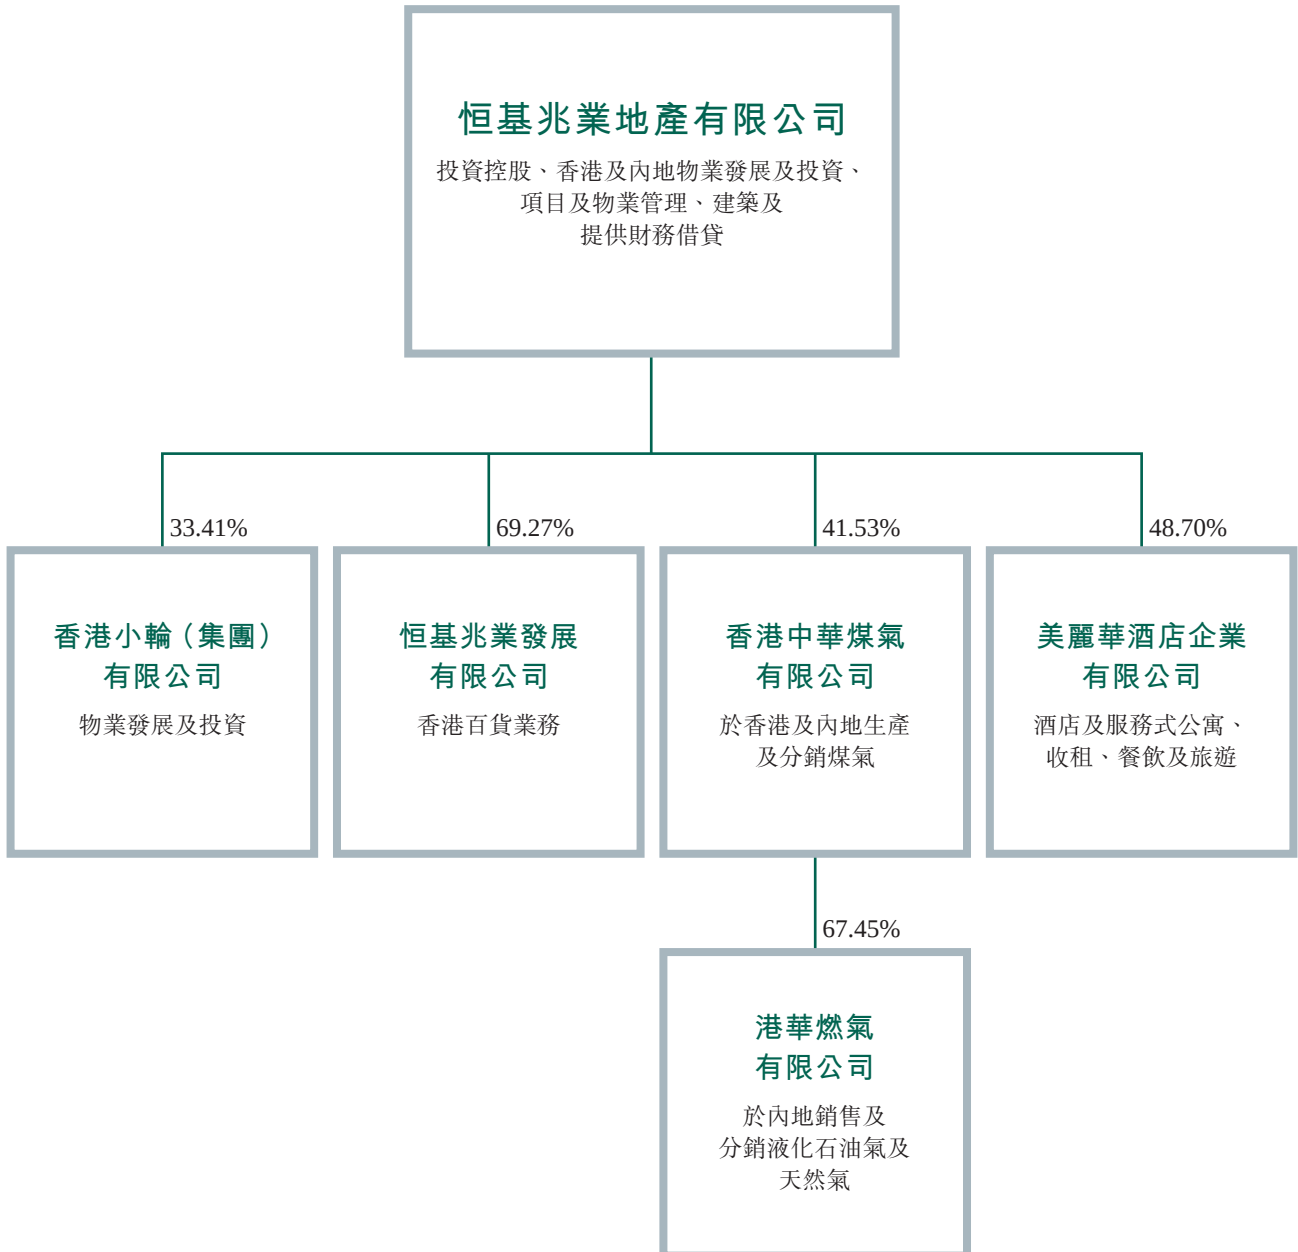 恒基兆業地產有限公司
投資控股、香港及內地物業發展及投資、
項目及物業管理、建築及
提供財務借貸
33.41%
69.27%
41.53%
48.70%
香港小輪（集團）
有限公司
物業發展及投資
恒基兆業發展
有限公司
香港百貨業務
香港中華煤氣
有限公司
於香港及內地生產
及分銷煤氣
美麗華酒店企業
有限公司
酒店及服務式公寓、
收租、餐飲及旅遊
67.45%
港華燃氣
有限公司
於內地銷售及
分銷液化石油氣及
天然氣